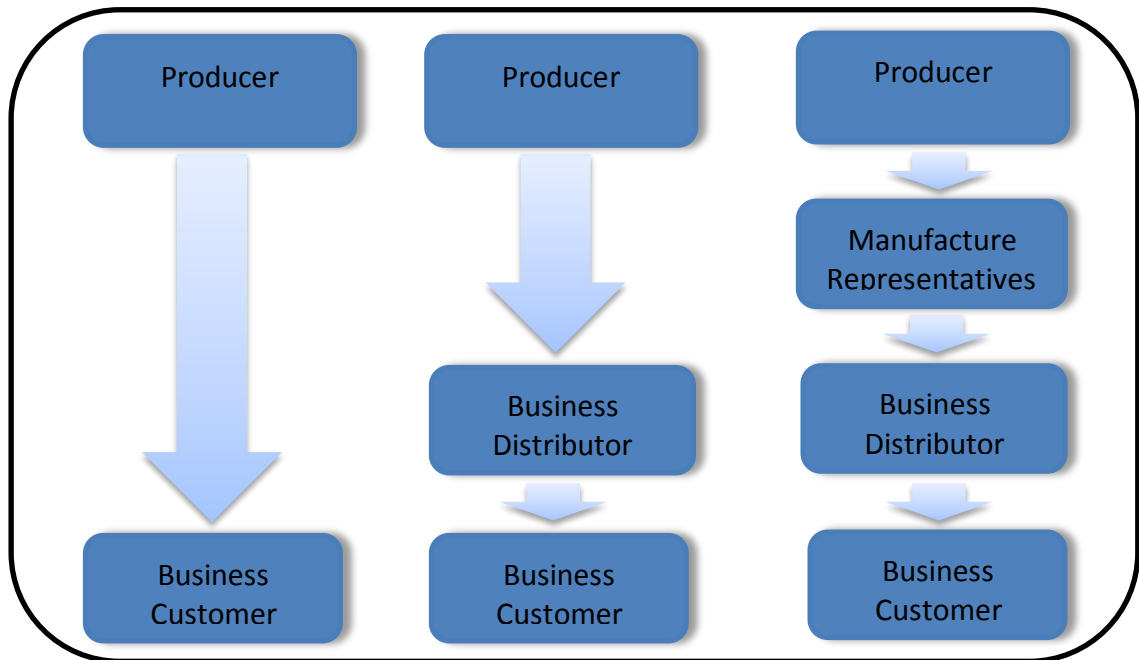 Producer
Producer
Producer
Manufacture
Representatives
Business
Distributor
Business
Distributor
Business
Customer
Business
Customer
Business
Customer